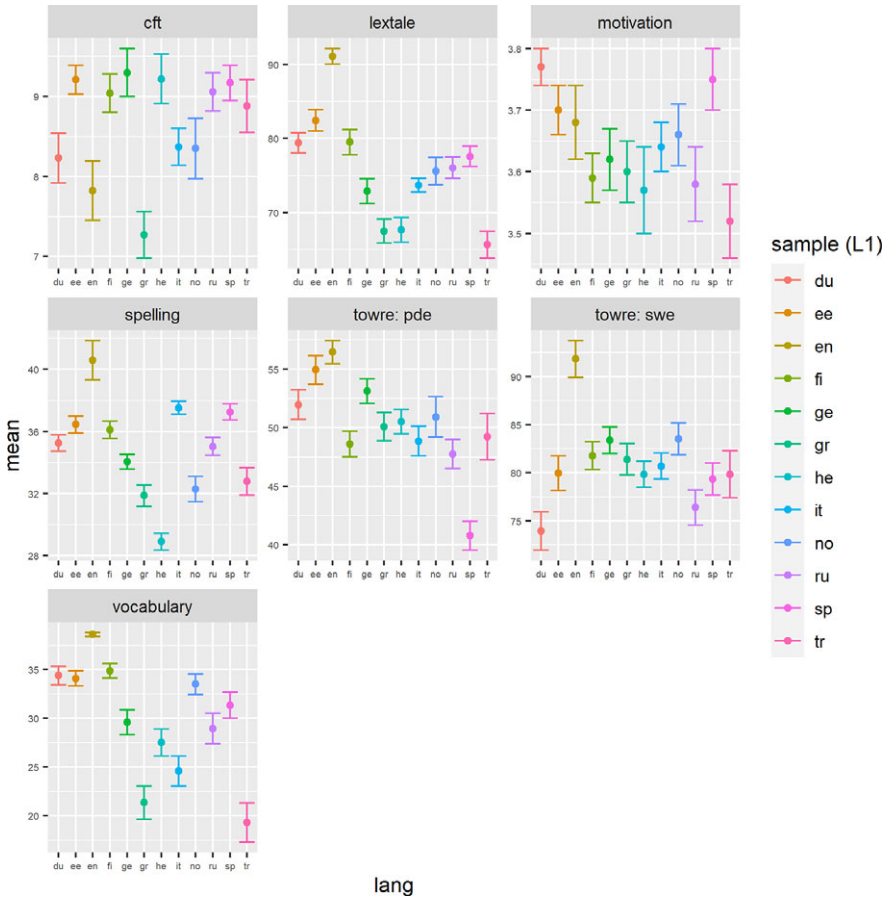 cft lextale motivation
9
8
7
90
80
70
3.8
3.7
3.6
3.5
du ee en fi ge gr he it no ru sp tr
du ee en fi ge gr he it no ru sp tr
du ee en fi ge gr he it no ru sp tr
spelling towre: pde towre: swe
40
36
32
28
55
50
45
40
90
85
80
75
du ee en fi ge gr he it no ru sp tr
du ee en fi ge gr he it no ru sp tr
du ee en fi ge gr he it no ru sp tr
vocabulary
35
30
25
20
du ee en fi ge gr he it no ru sp tr
mean
lang
sample (L1)
du
ee
en
fi
ge
gr
he
it
no
ru
sp
tr